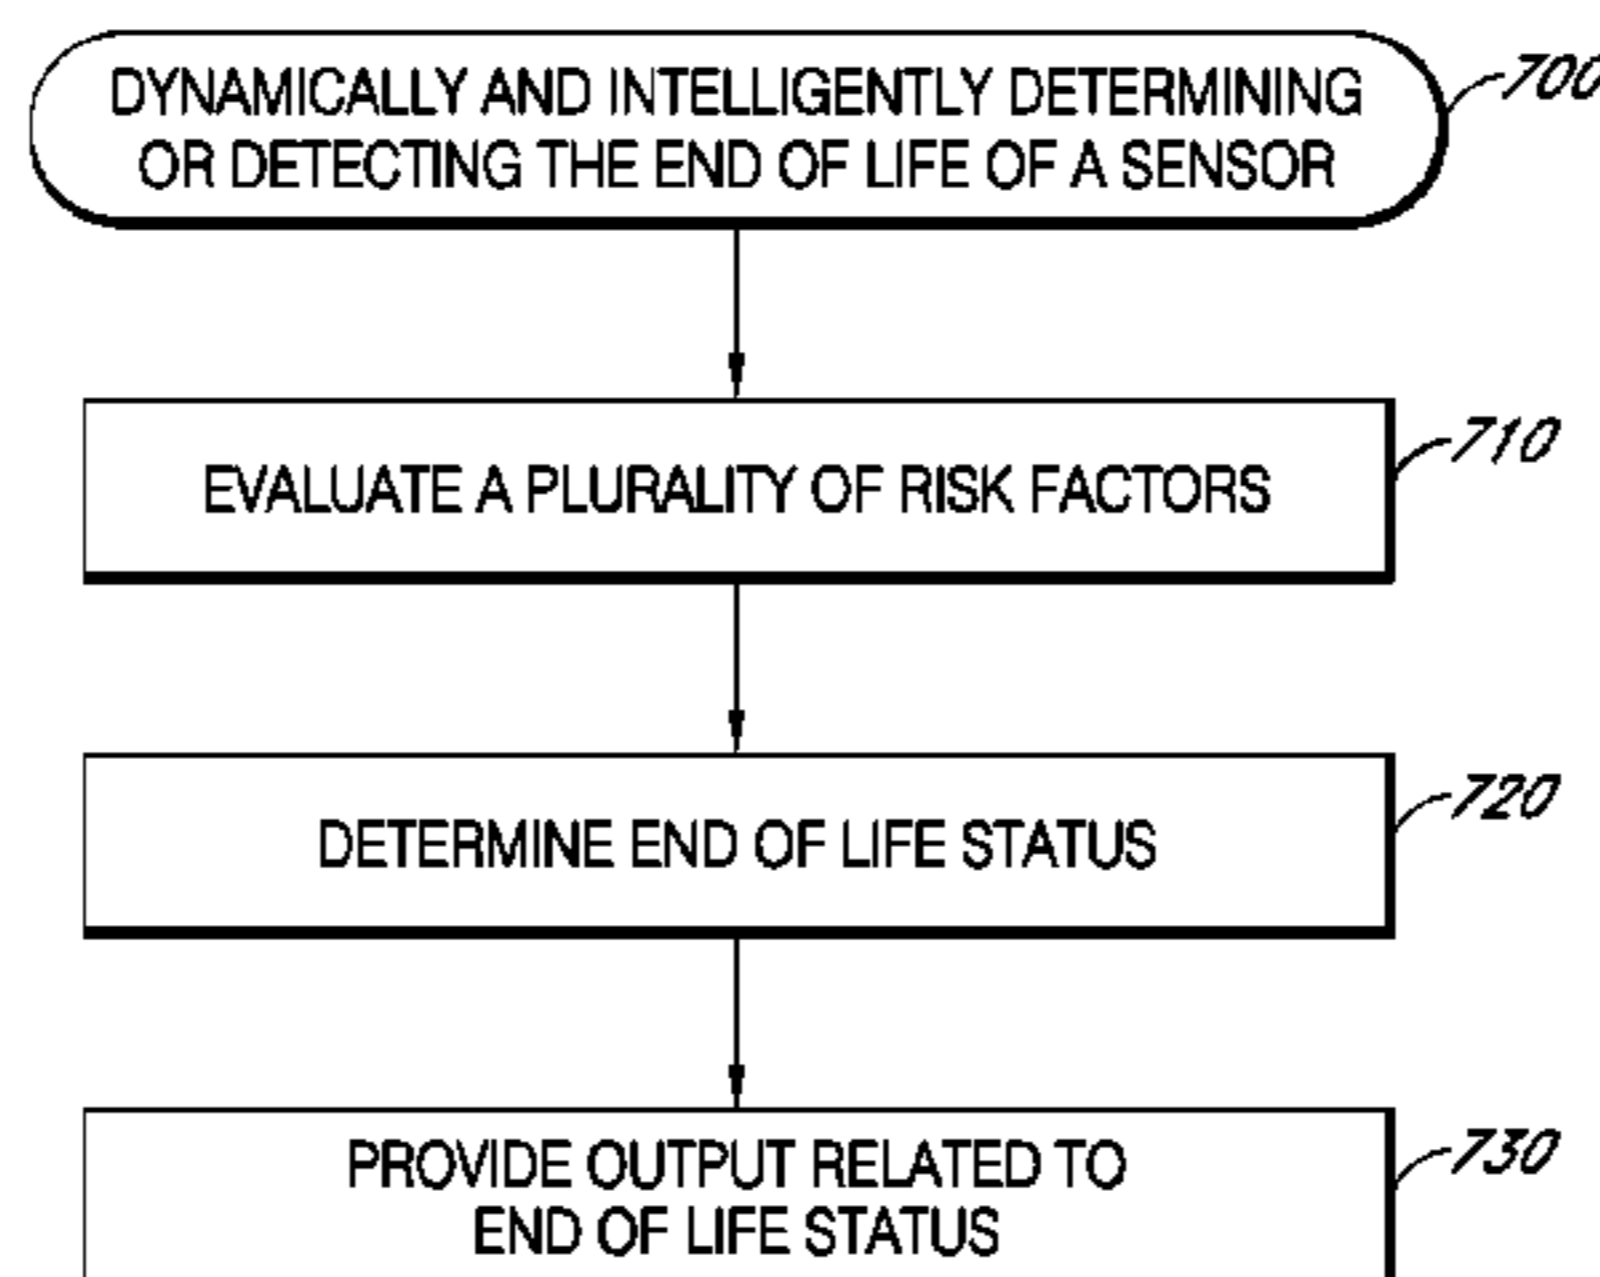 DYNAMICALLY AND INTELLIGENTLY DETERMINING
OR DETECTING THE END OF LIFE OF A SENSOR
700
EVALUATE A PLURALITY OF RISK FACTORS
710
DETERMINE END OF LIFE STATUS
720
PROVIDE OUTPUT RELATED TO
END OF LIFE STATUS
730